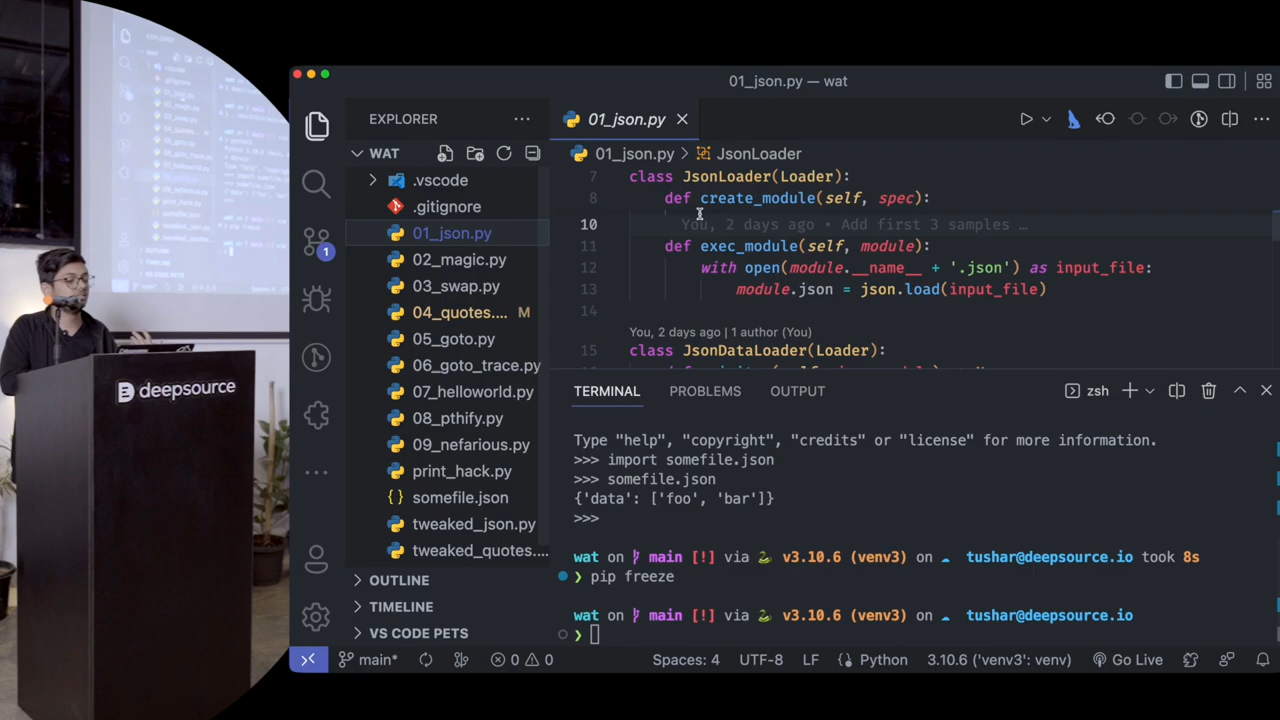 01_json.py — wat
EXPLORER
01_json.py
WAT
01_json.py > JsonLoader
.vscode
.gitignore
01_json.py
02_magic.py
03_swap.py
04_quotes.... M
05_goto.py
06_goto_trace.py
07_helloworld.py
08_pthify.py
09_nefarious.py
print_hack.py
{ } somefile.json
tweaked_json.py
tweaked_quotes....
OUTLINE
TIMELINE
VS CODE PETS
1
7 class JsonLoader(Loader):
8 def create_module(self, spec):
10 You, 2 days ago • Add first 3 samples …
11 def exec_module(self, module):
12 with open(module.__name__ + '.json') as input_file:
13 module.json = json.load(input_file)
14
You, 2 days ago | 1 author (You)
15 class JsonDataLoader(Loader):
TERMINAL PROBLEMS OUTPUT
zsh
Type "help", "copyright", "credits" or "license" for more information.
>>> import somefile.json
>>> somefile.json
{'data': ['foo', 'bar']}
>>>
wat on main [!] via v3.10.6 (venv3) on tushar@deepsource.io took 8s
❯ pip freeze
wat on main [!] via v3.10.6 (venv3) on tushar@deepsource.io
❯
main* 0 0 Spaces: 4 UTF-8 LF { } Python 3.10.6 ('venv3': venv) Go Live
deepsource